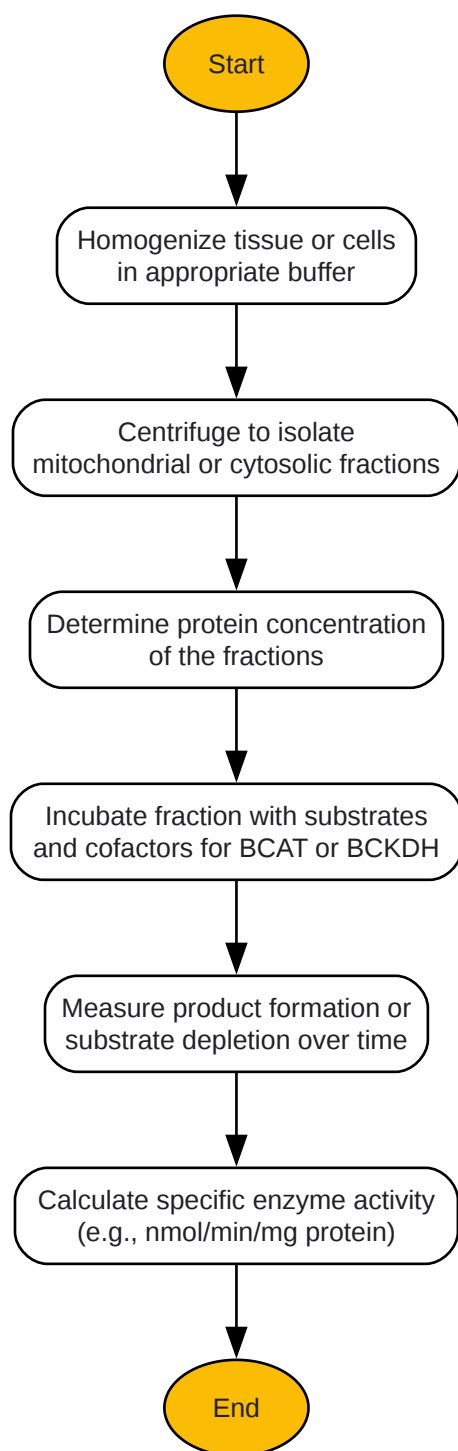 Start
Homogenize tissue or cells
in appropriate buffer
Centrifuge to isolate
mitochondrial or cytosolic fractions
Determine protein concentration
of the fractions
Incubate fraction with substrates
and cofactors for BCAT or BCKDH
Measure product formation or
substrate depletion over time
Calculate specific enzyme activity
(e.g., nmol/min/mg protein)
End